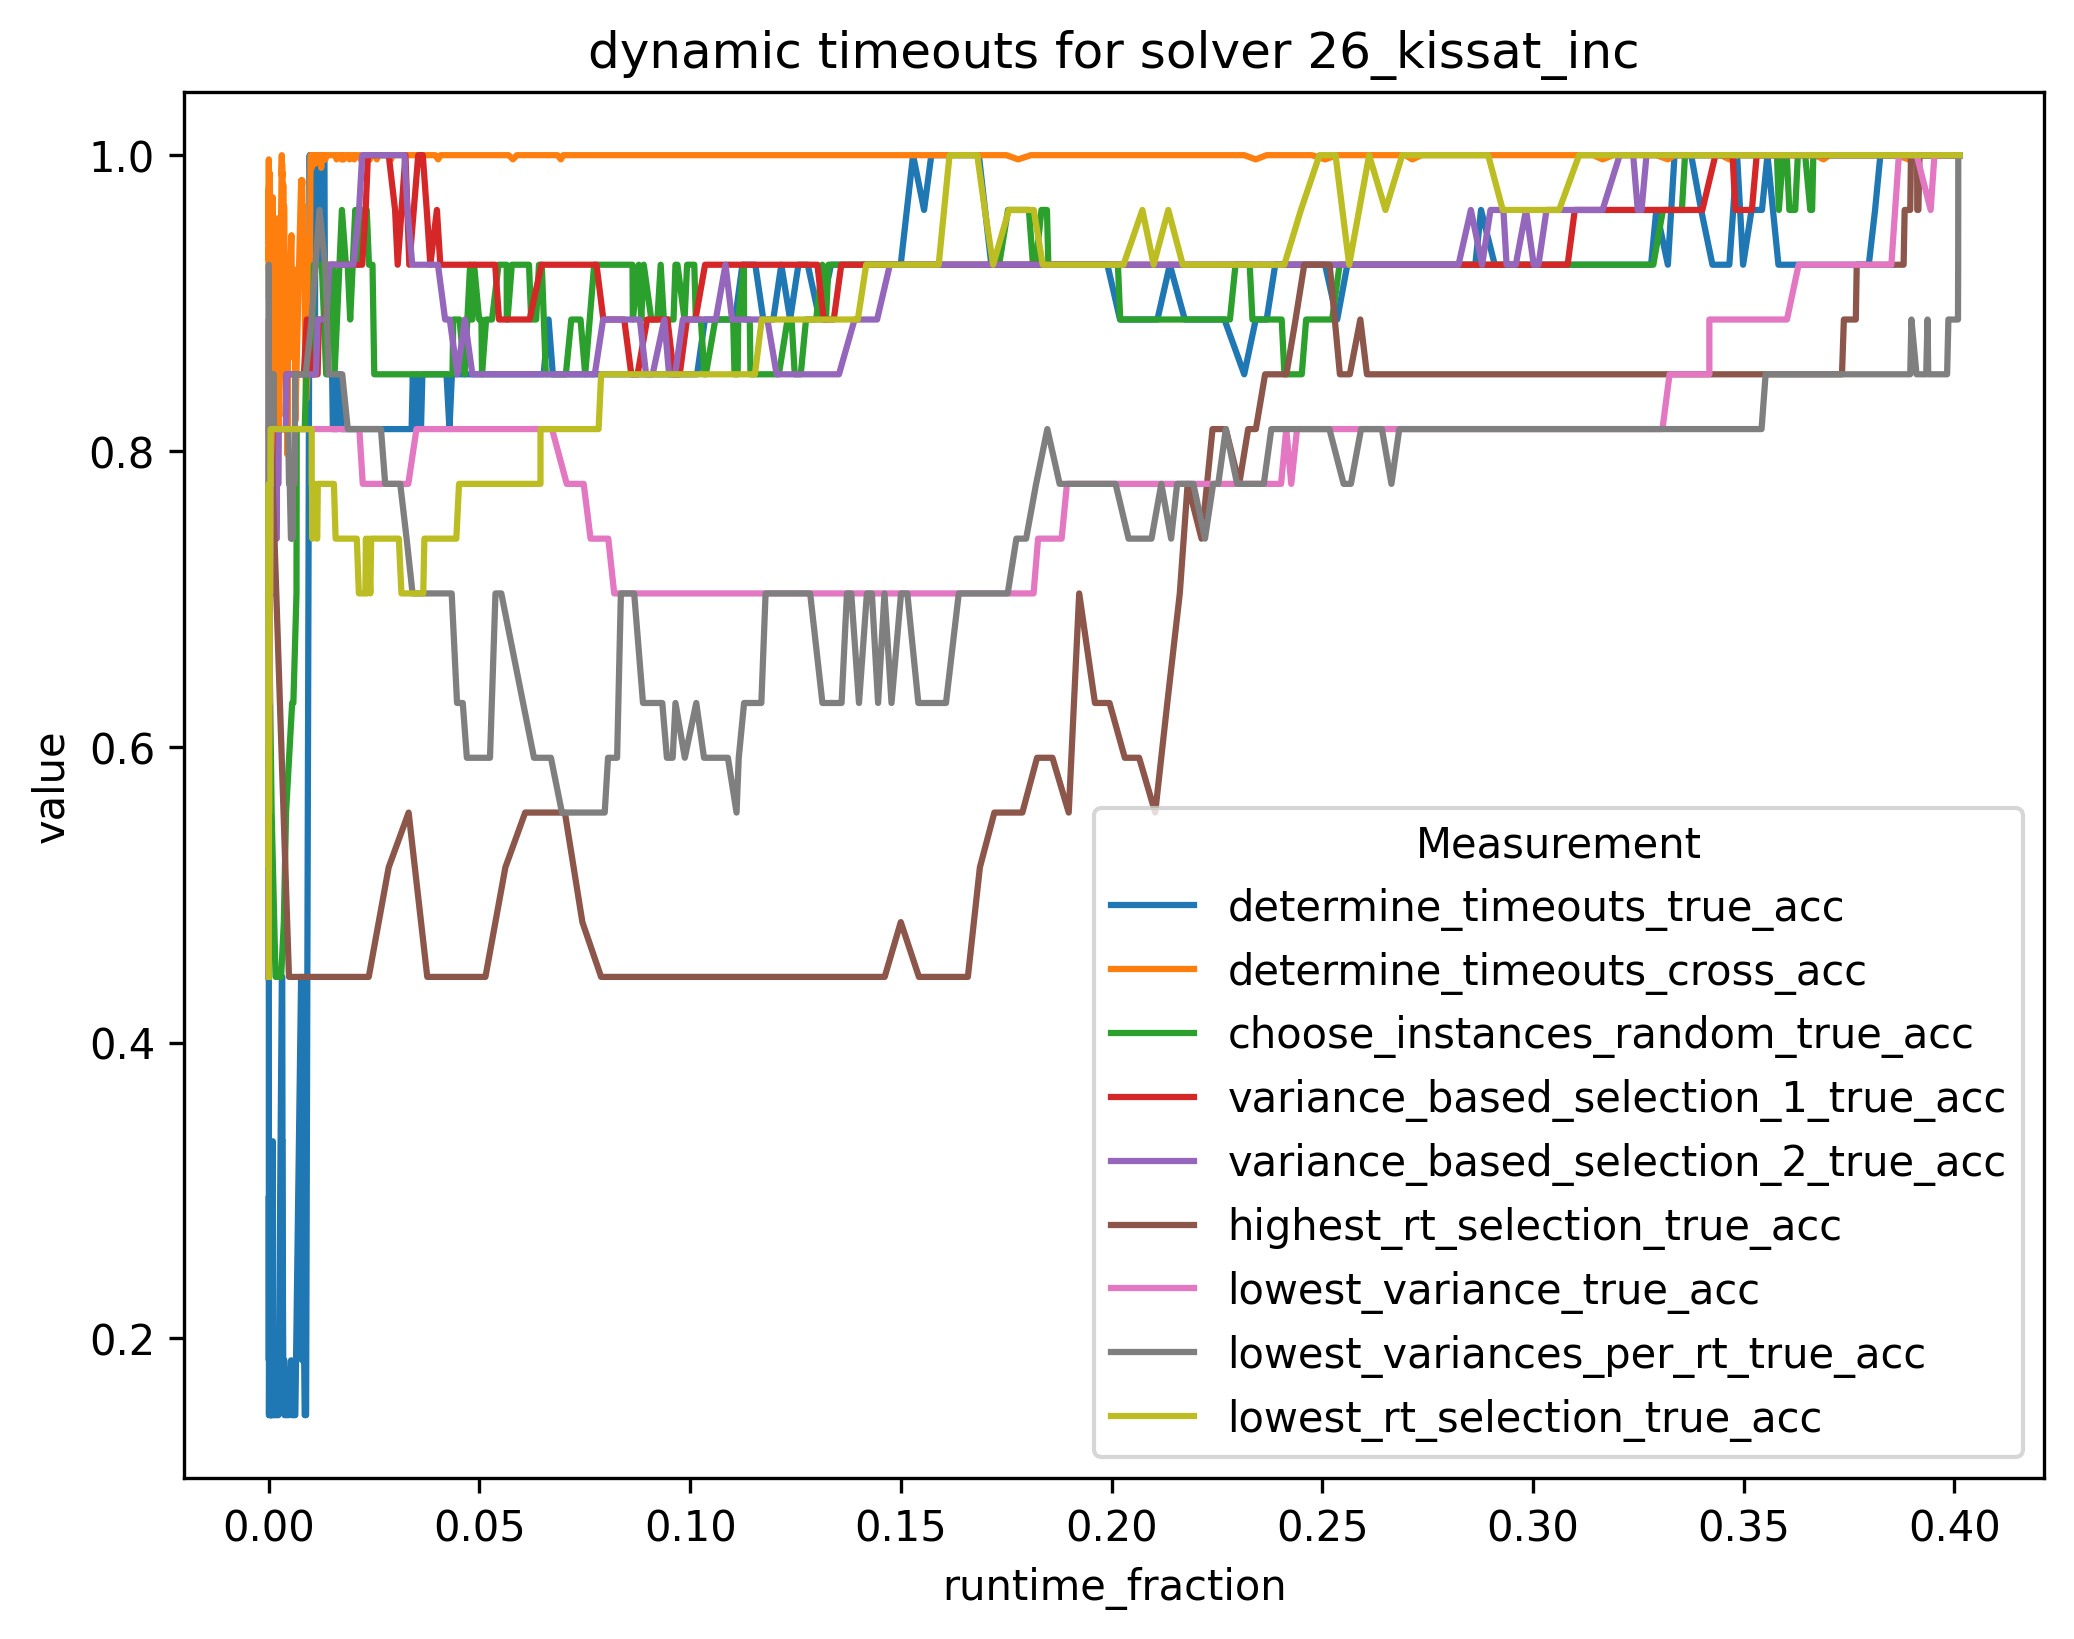 dynamic timeouts for solver 26_kissat_inc
1.0
0.8
0.6
0.4
0.2
value
0.00 0.05 0.10 0.15 0.20 0.25 0.30 0.35 0.40
runtime_fraction
Measurement
determine_timeouts_true_acc
determine_timeouts_cross_acc
choose_instances_random_true_acc
variance_based_selection_1_true_acc
variance_based_selection_2_true_acc
highest_rt_selection_true_acc
lowest_variance_true_acc
lowest_variances_per_rt_true_acc
lowest_rt_selection_true_acc